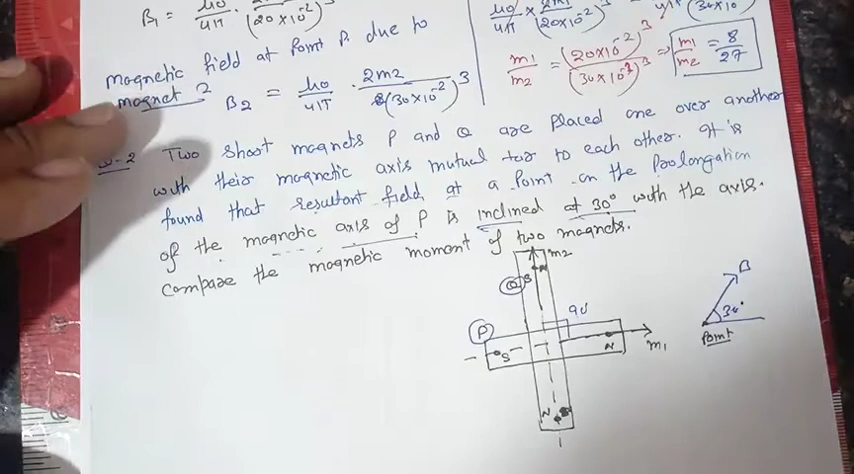 B₁ = μ₀/4π · /(20×10⁻²)³
magnetic field at Point P due to
magnet 2
B₂ = μ₀/4π · 2m2/(30×10⁻²)³
μ₀/4π × 2m1/(20×10⁻²)³
m1/m2 = (20×10⁻²)³/(30×10⁻²)³ ⇒ m1/m2 = 8/27
-2 Two short magnets P and Q are placed one over another
with their magnetic axis mutual ter to each other. It is
found that resultant field at a Point on the Prolongation
of the magnetic axis of P is inclined at 30° with the axis.
Compare the magnetic moment of two magnets.
m2
N
Q S
90
P
S N m₁
N
B
30°
Point